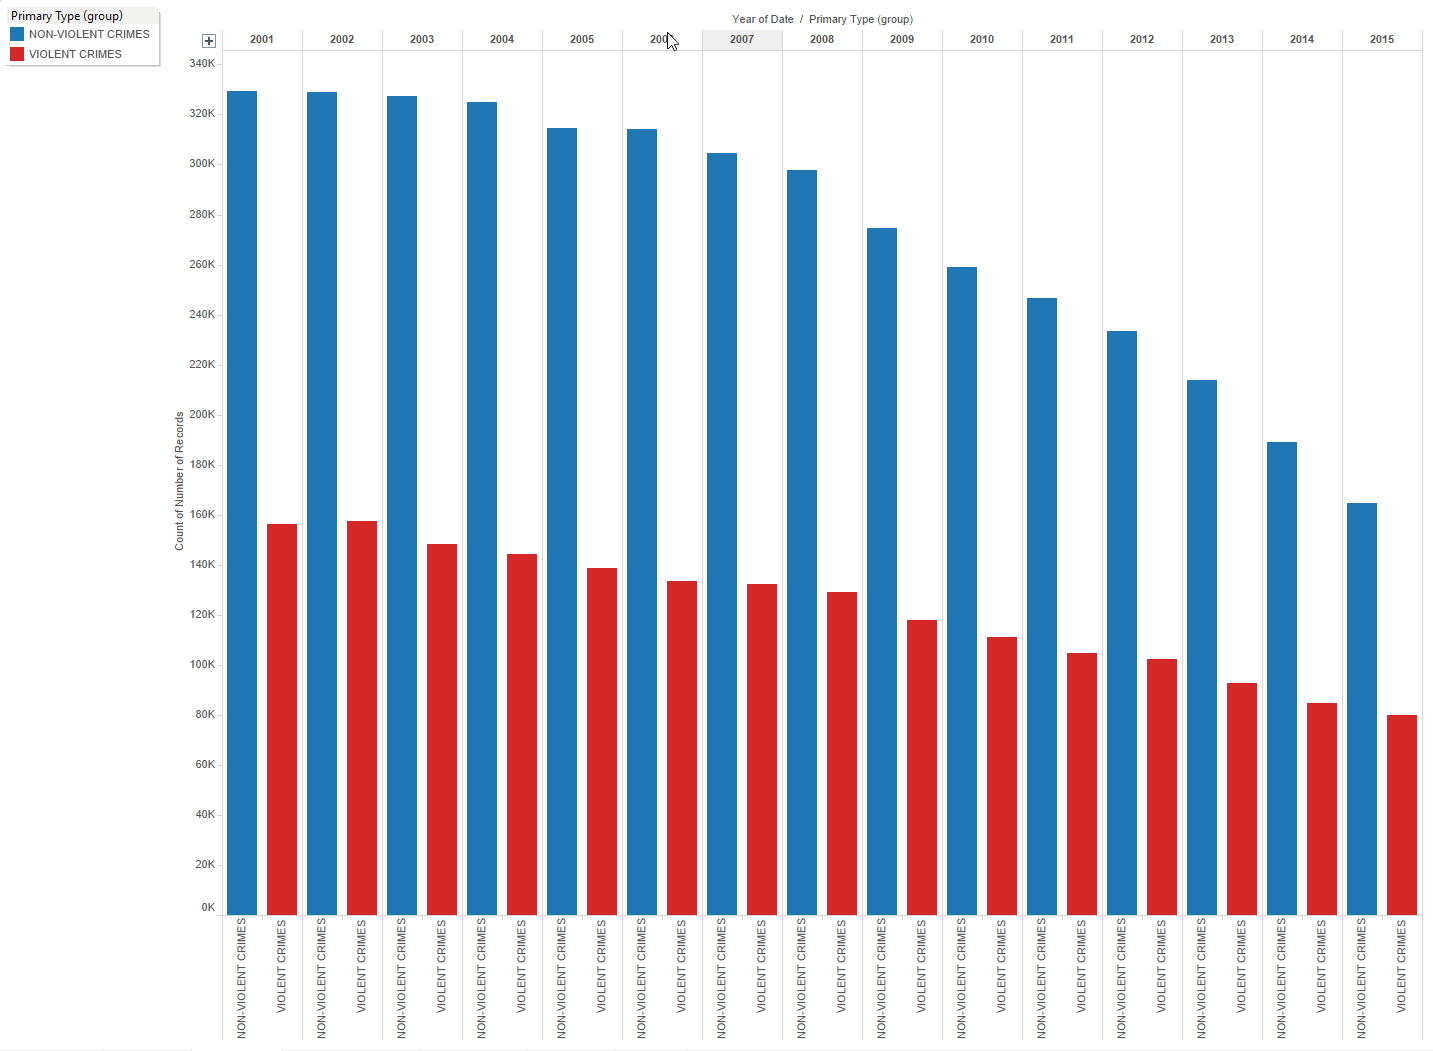 Primary Type (group)
NON-VIOLENT CRIMES
VIOLENT CRIMES
Year of Date / Primary Type (group)
2001 2002 2003 2004 2005 2007 2008 2009 2010 2011 2012 2013 2014 2015
340K
320K
300K
280K
260K
240K
220K
200K
180K
160K
140K
120K
100K
80K
60K
40K
20K
0K
Count of Number of Records
NON-VIOLENT CRIMES
VIOLENT CRIMES
NON-VIOLENT CRIMES
VIOLENT CRIMES
NON-VIOLENT CRIMES
VIOLENT CRIMES
NON-VIOLENT CRIMES
VIOLENT CRIMES
NON-VIOLENT CRIMES
VIOLENT CRIMES
NON-VIOLENT CRIMES
VIOLENT CRIMES
NON-VIOLENT CRIMES
VIOLENT CRIMES
NON-VIOLENT CRIMES
VIOLENT CRIMES
NON-VIOLENT CRIMES
VIOLENT CRIMES
NON-VIOLENT CRIMES
VIOLENT CRIMES
NON-VIOLENT CRIMES
VIOLENT CRIMES
NON-VIOLENT CRIMES
VIOLENT CRIMES
NON-VIOLENT CRIMES
VIOLENT CRIMES
NON-VIOLENT CRIMES
VIOLENT CRIMES
NON-VIOLENT CRIMES
VIOLENT CRIMES